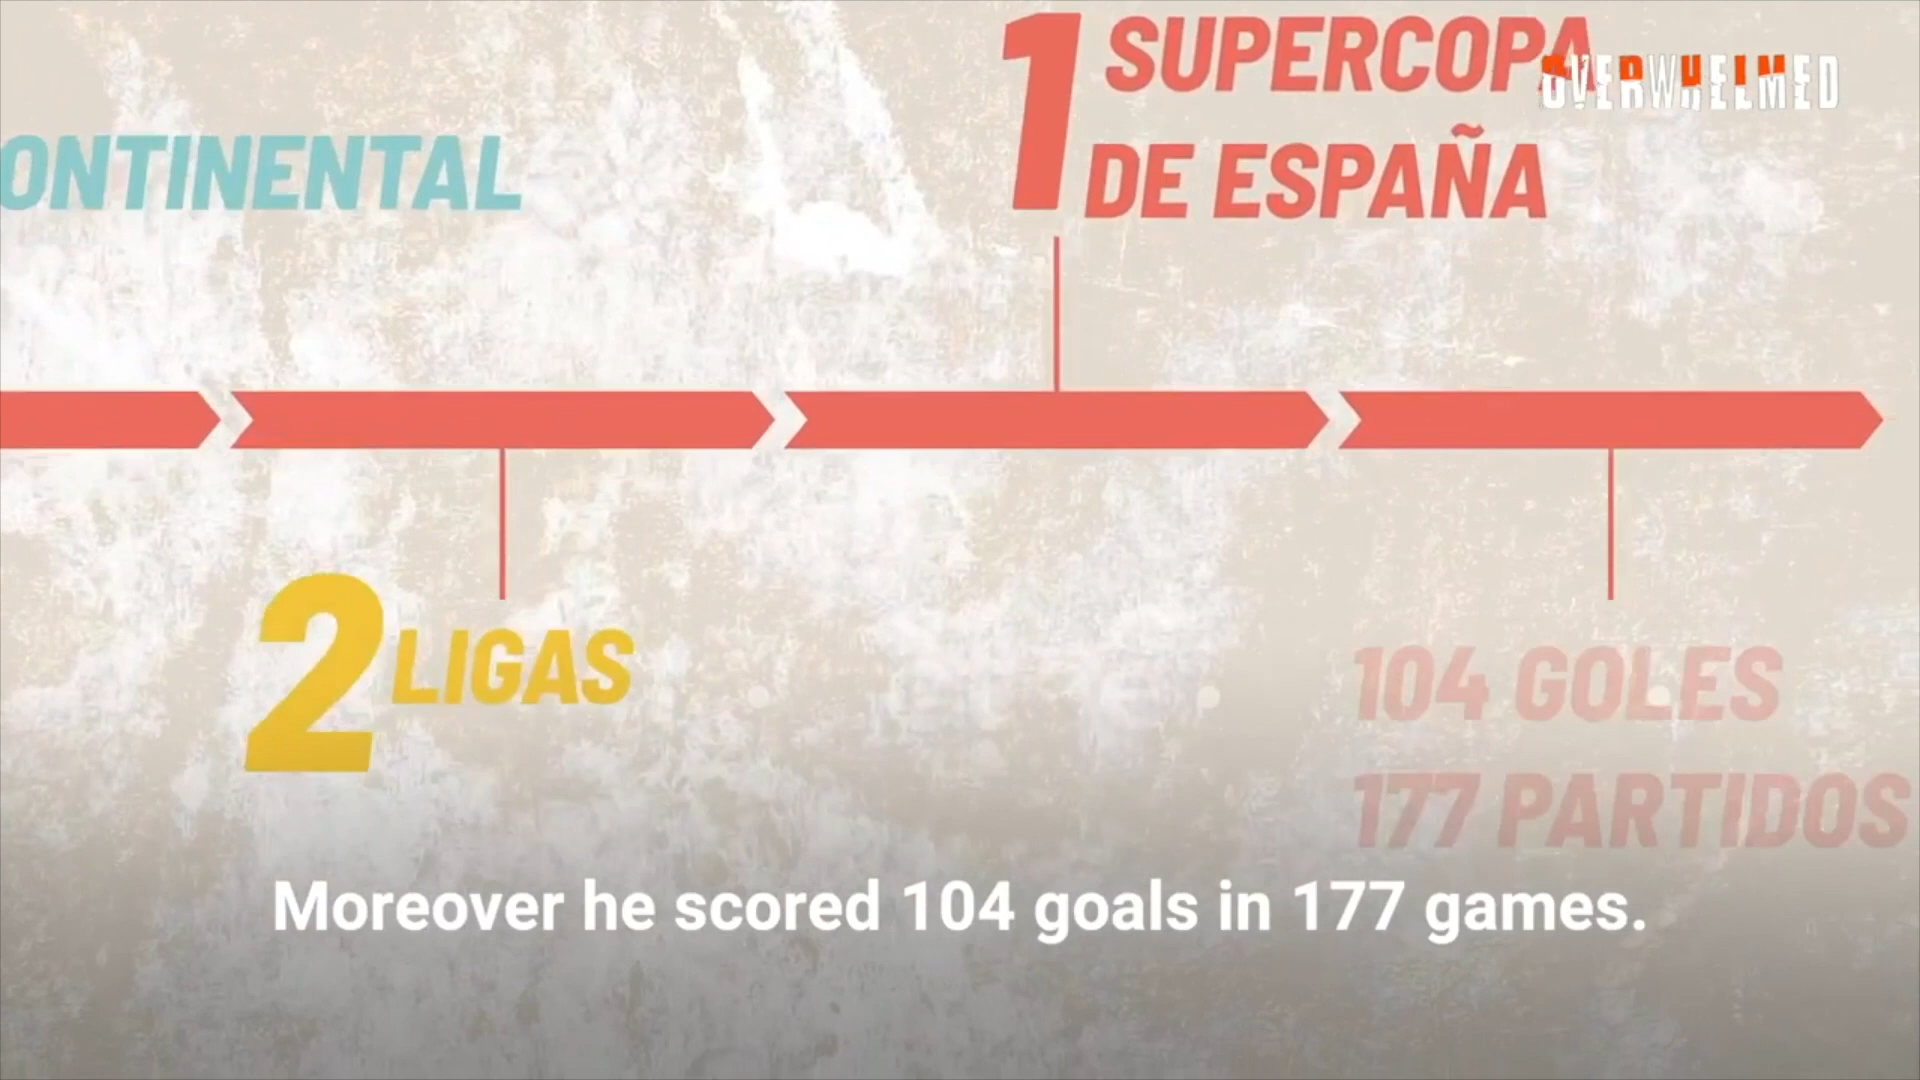 1 SUPERCOPA
DE ESPAÑA
OVERWHELMED
ONTINENTAL
2 LIGAS
104 GOLES
177 PARTIDOS
Moreover he scored 104 goals in 177 games.